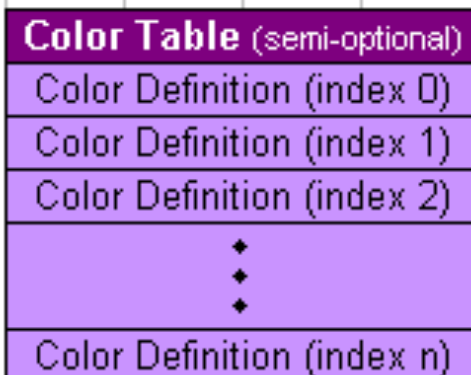 Color Table (semi-optional)
Color Definition (index 0)
Color Definition (index 1)
Color Definition (index 2)
Color Definition (index n)